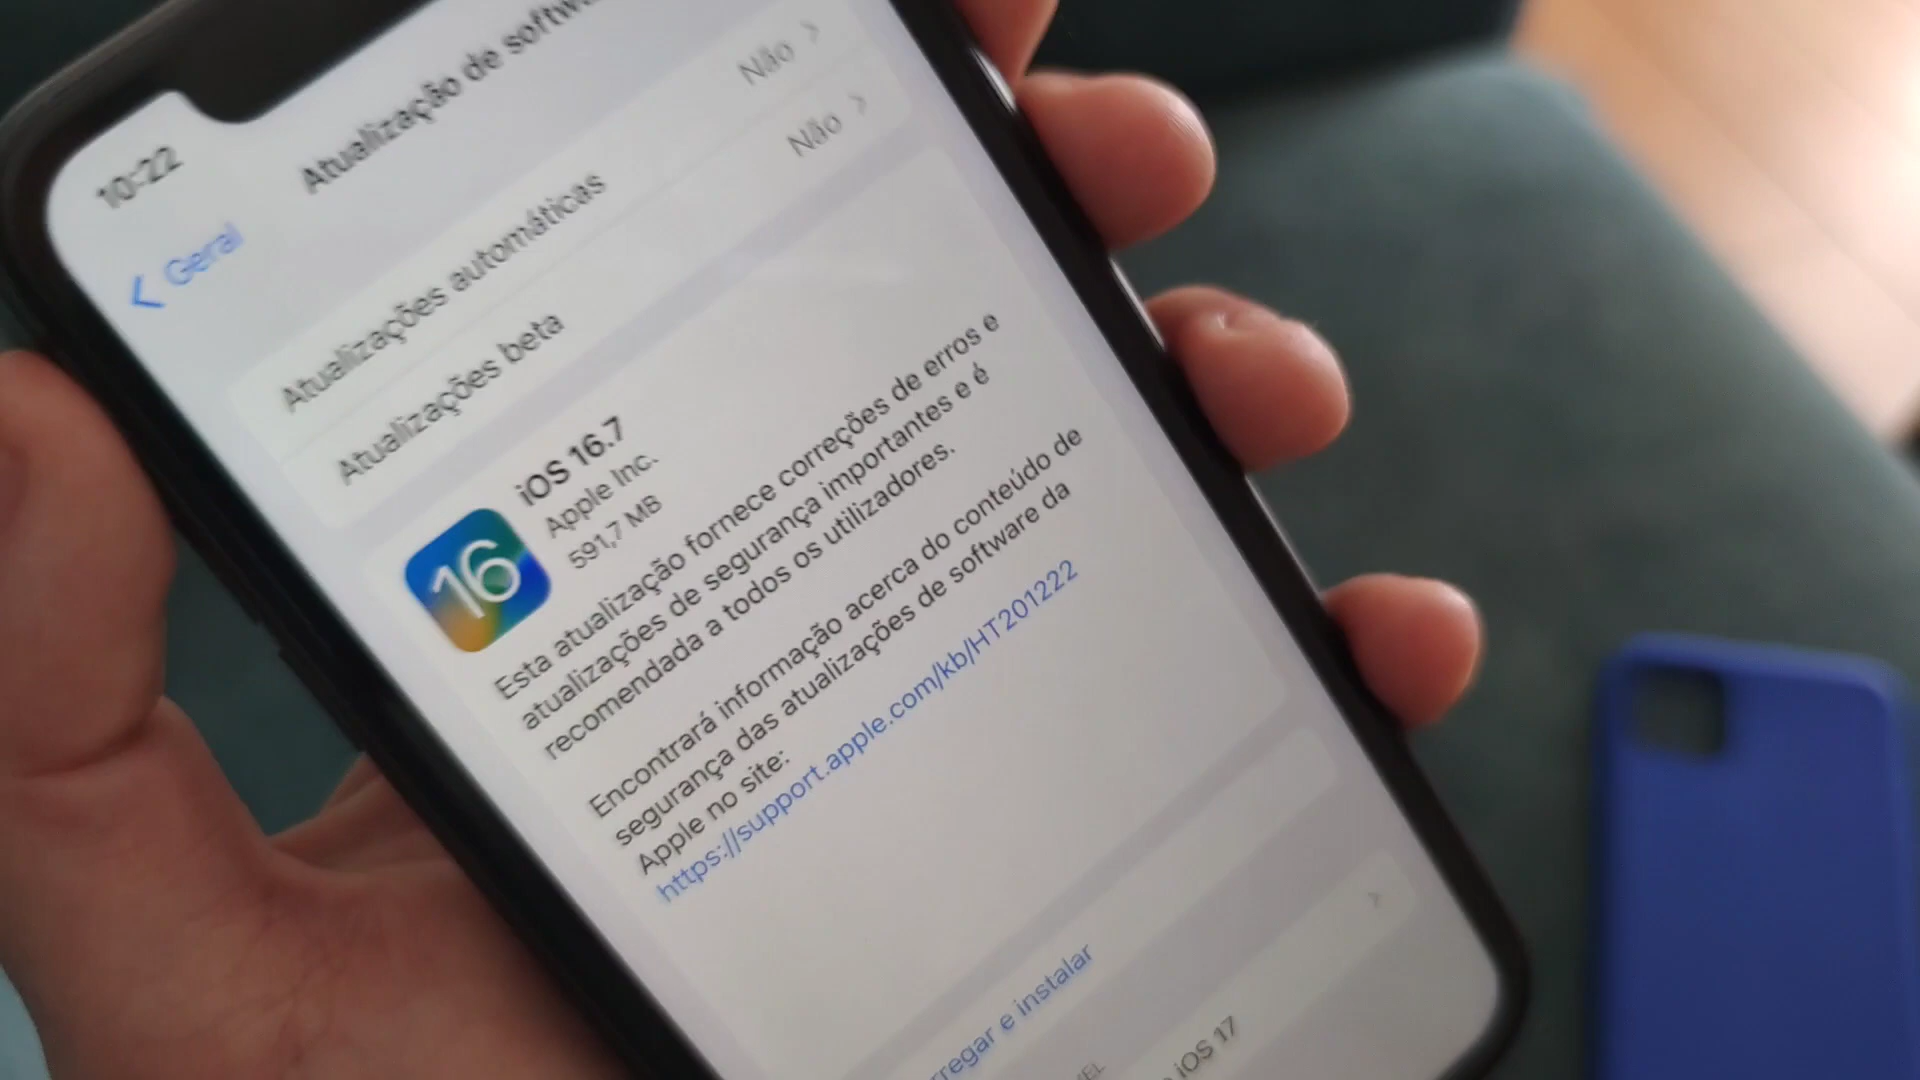 10:22
Geral
Atualização de softw
Atualizações automáticas Não
Atualizações beta Não
16
iOS 16.7
Apple Inc.
591,7 MB
Esta atualização fornece correções de erros e
atualizações de segurança importantes e é
recomendada a todos os utilizadores.
Encontrará informação acerca do conteúdo de
segurança das atualizações de software da
Apple no site:
https://support.apple.com/kb/HT201222
rregar e instalar
iOS 17